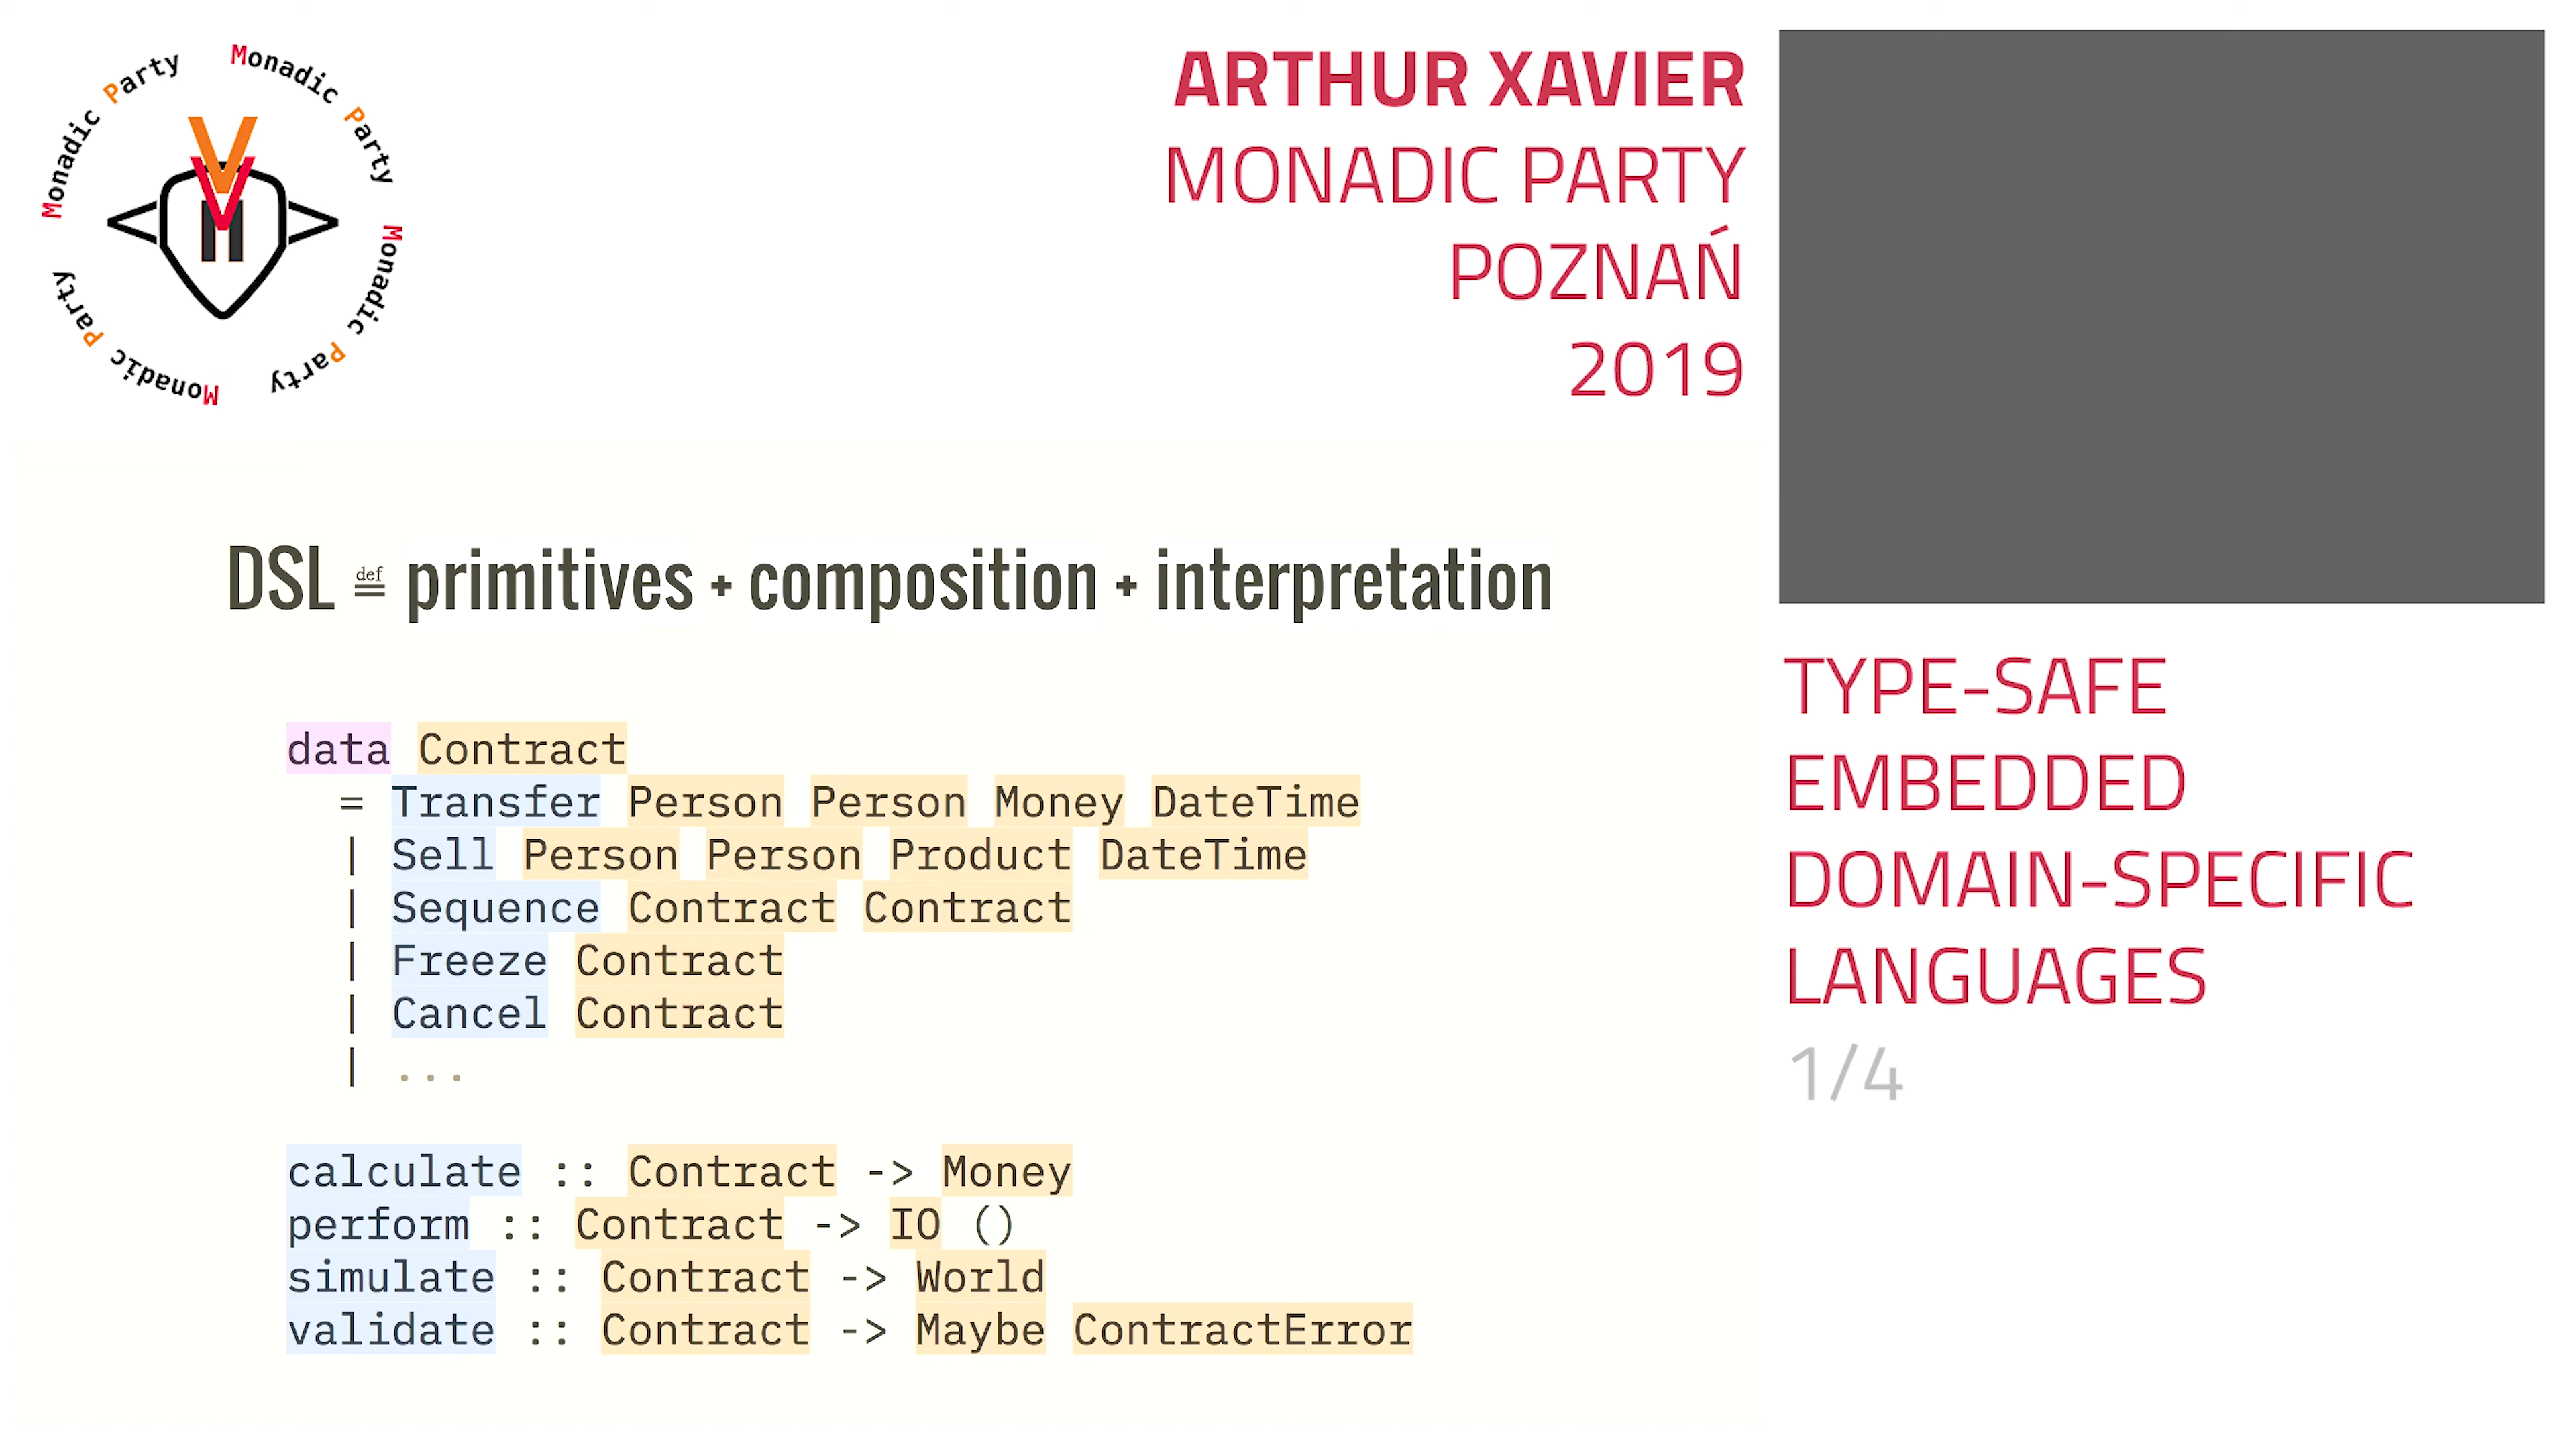 Monadic Party Monadic Party Monadic Party Monadic Party
M
ARTHUR XAVIER
MONADIC PARTY
POZNAŃ
2019
DSL ≝ primitives + composition + interpretation
data Contract
= Transfer Person Person Money DateTime
| Sell Person Person Product DateTime
| Sequence Contract Contract
| Freeze Contract
| Cancel Contract
| ...
calculate :: Contract -> Money
perform :: Contract -> IO ()
simulate :: Contract -> World
validate :: Contract -> Maybe ContractError
TYPE-SAFE
EMBEDDED
DOMAIN-SPECIFIC
LANGUAGES
1/4